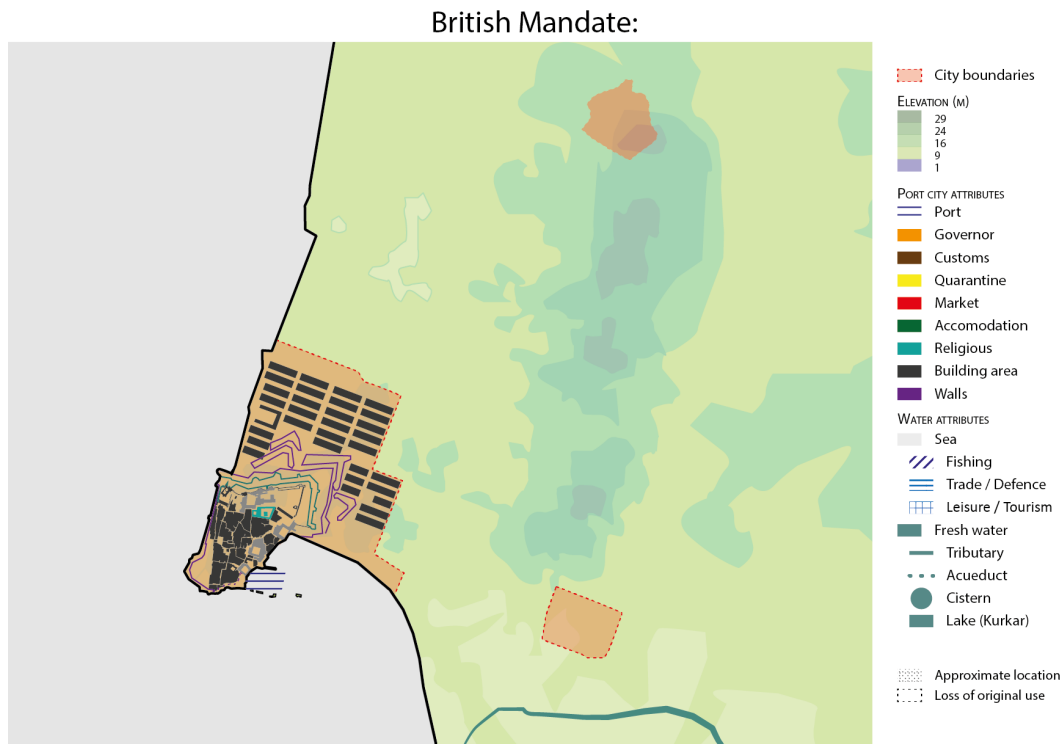 British Mandate:
City boundaries
Elevation (m)
29
24
16
9
1
Port city attributes
Port
Governor
Customs
Quarantine
Market
Accomodation
Religious
Building area
Walls
Water attributes
Sea
Fishing
Trade / Defence
Leisure / Tourism
Fresh water
Tributary
Acueduct
Cistern
Lake (Kurkar)
Approximate location
Loss of original use